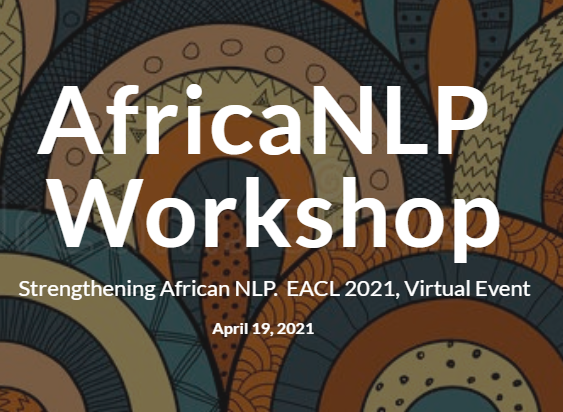 AfricaNLP
Workshop
Strengthening African NLP. EACL 2021, Virtual Event
April 19, 2021